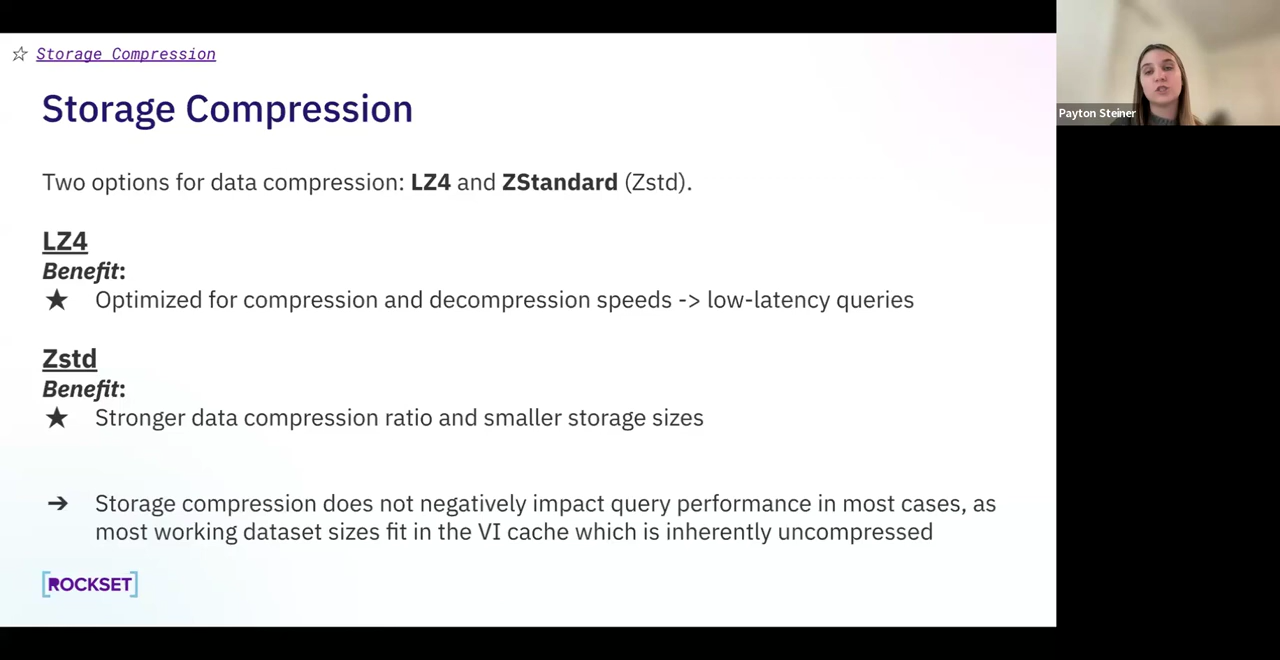 ☆ Storage Compression
Storage Compression
Payton Steiner
Two options for data compression: LZ4 and ZStandard (Zstd).
LZ4
Benefit:
★ Optimized for compression and decompression speeds -> low-latency queries
Zstd
Benefit:
★ Stronger data compression ratio and smaller storage sizes
➔ Storage compression does not negatively impact query performance in most cases, as
most working dataset sizes fit in the VI cache which is inherently uncompressed
[ROCKSET]